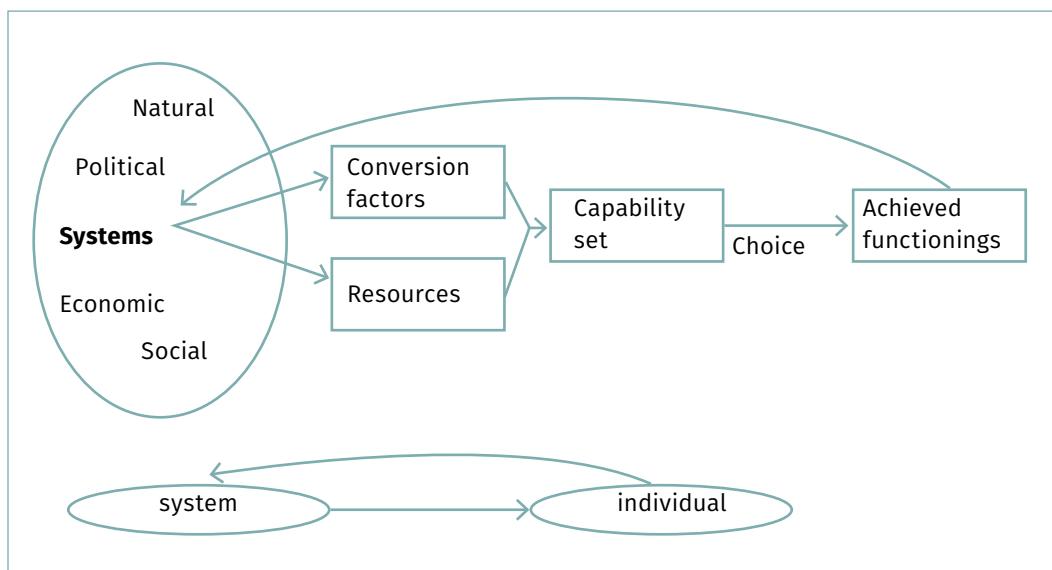 Natural
Political
Systems
Economic
Social
Conversion
factors
Resources
Capability
set
Choice
Achieved
functionings
system
individual